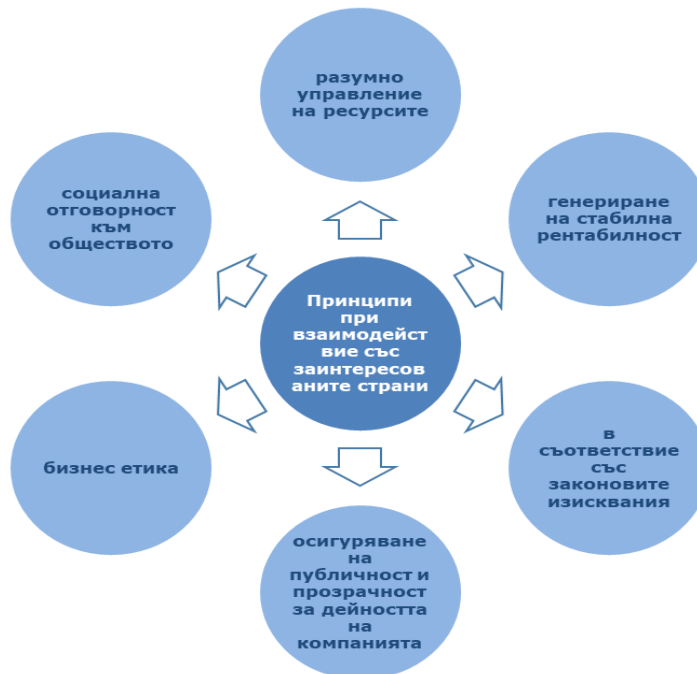 разумно
управление
на ресурсите
социална
отговорност
към
обществото
генериране
на стабилна
рентабилност
Принципи
при
взаимодейст
вие със
заинтересов
аните страни
бизнес етика
в
съответствие
със
законовите
изисквания
осигуряване
на
публичност и
прозрачност
за дейността
на
компанията